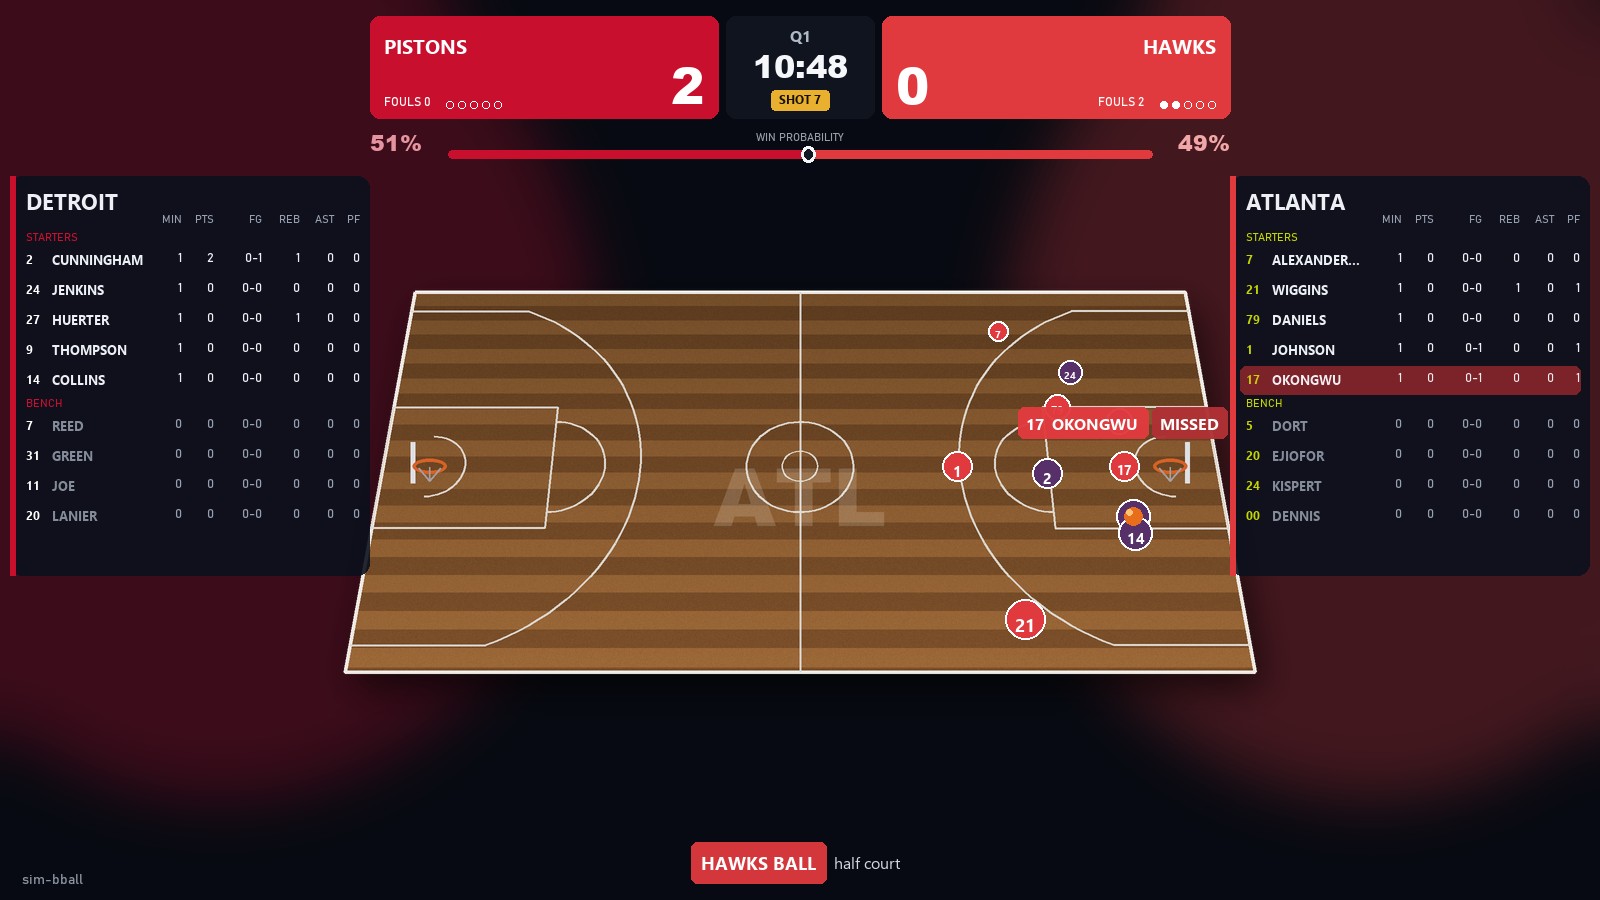 PISTONS
2
FOULS 0
Q1
10:48
SHOT 7
HAWKS
0
FOULS 2
51%
WIN PROBABILITY
49%
DETROIT
MIN PTS FG REB AST PF
STARTERS
2 CUNNINGHAM 1 2 0-1 1 0 0
24 JENKINS 1 0 0-0 0 0 0
27 HUERTER 1 0 0-0 1 0 0
9 THOMPSON 1 0 0-0 0 0 0
14 COLLINS 1 0 0-0 0 0 0
BENCH
7 REED 0 0 0-0 0 0 0
31 GREEN 0 0 0-0 0 0 0
11 JOE 0 0 0-0 0 0 0
20 LANIER 0 0 0-0 0 0 0
ATLANTA
MIN PTS FG REB AST PF
STARTERS
7 ALEXANDER... 1 0 0-0 0 0 0
21 WIGGINS 1 0 0-0 1 0 1
79 DANIELS 1 0 0-0 0 0 0
1 JOHNSON 1 0 0-1 0 0 1
17 OKONGWU 1 0 0-1 0 0 1
BENCH
5 DORT 0 0 0-0 0 0 0
20 EJIOFOR 0 0 0-0 0 0 0
24 KISPERT 0 0 0-0 0 0 0
00 DENNIS 0 0 0-0 0 0 0
7
24
17 OKONGWU MISSED
1
2
17
ATL
14
21
HAWKS BALL half court
sim-bball